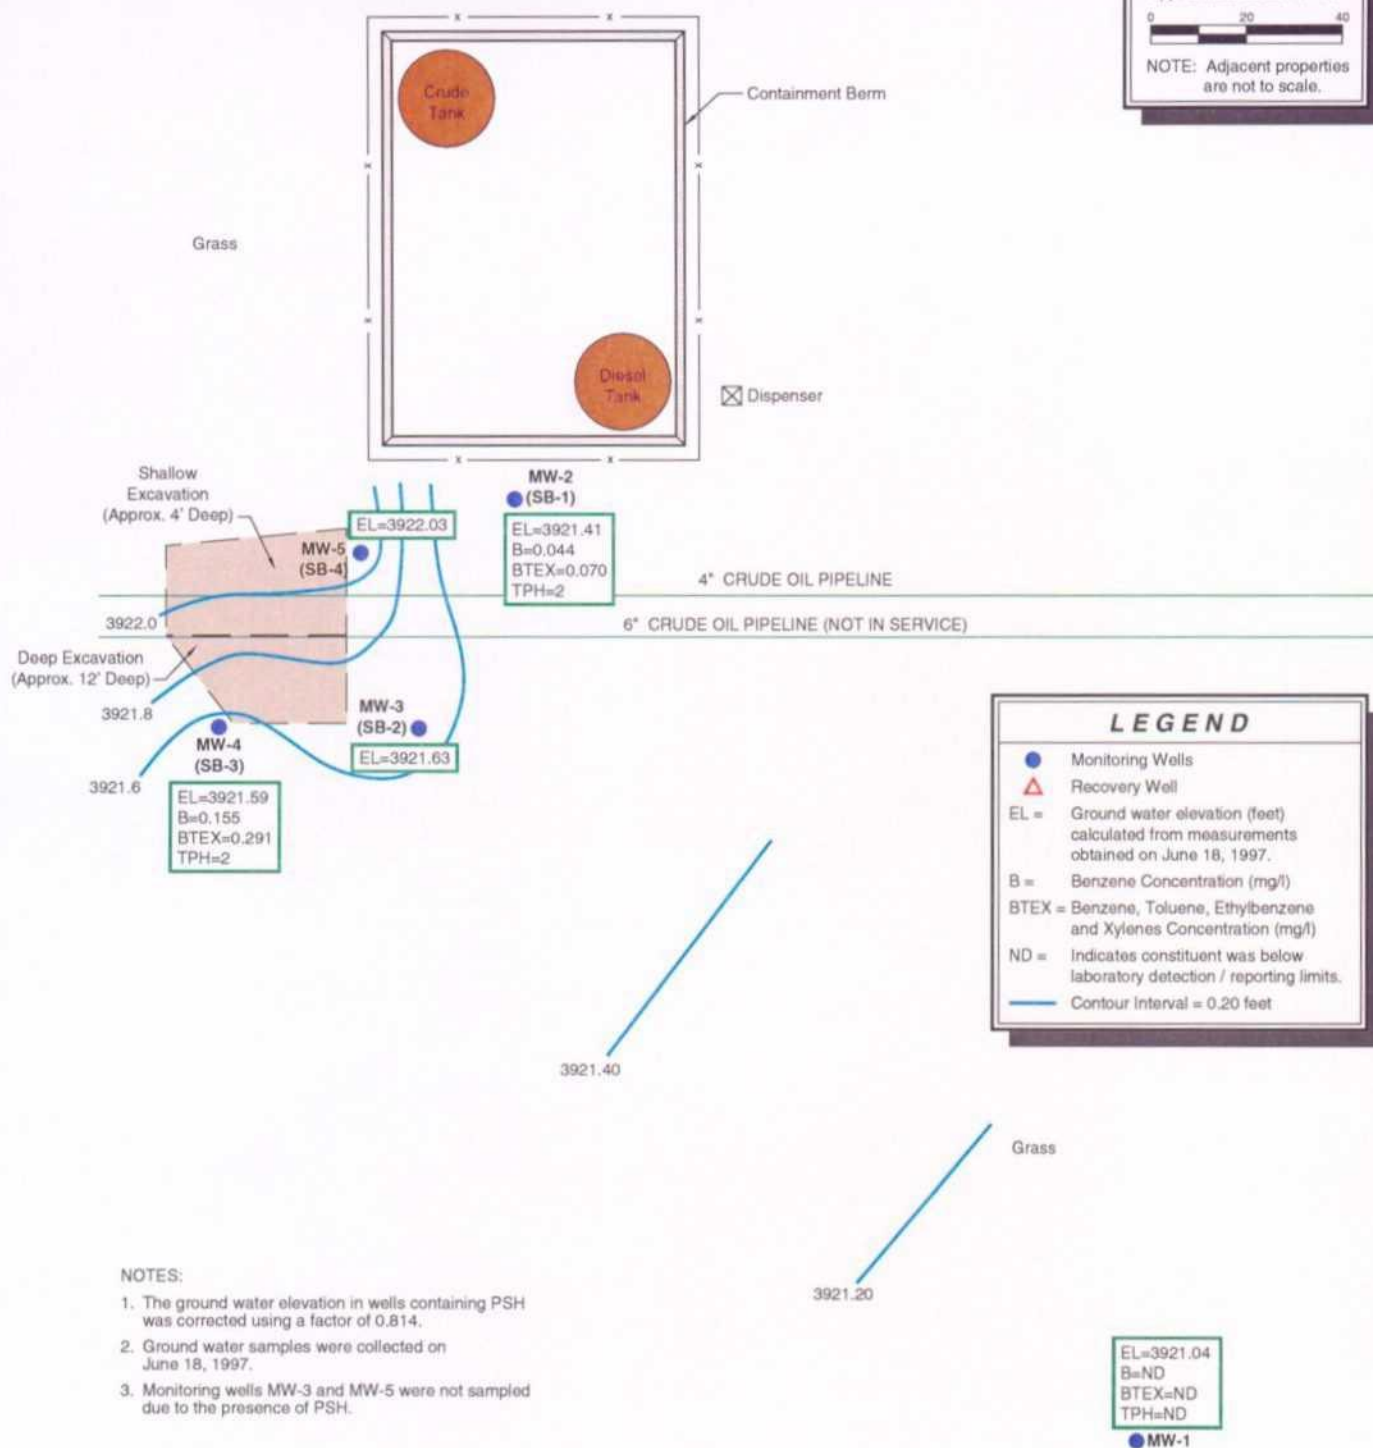 0 20 40
NOTE: Adjacent properties
are not to scale.
Crude
Tank
Containment Berm
Grass
Diesel
Tank
Dispenser
Shallow
Excavation
(Approx. 4' Deep)
MW-2
(SB-1)
EL=3922.03
EL=3921.41
B=0.044
BTEX=0.070
TPH=2
MW-5
(SB-4)
4" CRUDE OIL PIPELINE
3922.0
6" CRUDE OIL PIPELINE (NOT IN SERVICE)
Deep Excavation
(Approx. 12' Deep)
3921.8
MW-3
(SB-2)
EL=3921.63
MW-4
(SB-3)
3921.6
EL=3921.59
B=0.155
BTEX=0.291
TPH=2
LEGEND
Monitoring Wells
Recovery Well
EL = Ground water elevation (feet)
calculated from measurements
obtained on June 18, 1997.
B = Benzene Concentration (mg/l)
BTEX = Benzene, Toluene, Ethylbenzene
and Xylenes Concentration (mg/l)
ND = Indicates constituent was below
laboratory detection / reporting limits.
Contour Interval = 0.20 feet
3921.40
Grass
3921.20
NOTES:
1. The ground water elevation in wells containing PSH
was corrected using a factor of 0.814.
2. Ground water samples were collected on
June 18, 1997.
3. Monitoring wells MW-3 and MW-5 were not sampled
due to the presence of PSH.
EL=3921.04
B=ND
BTEX=ND
TPH=ND
MW-1